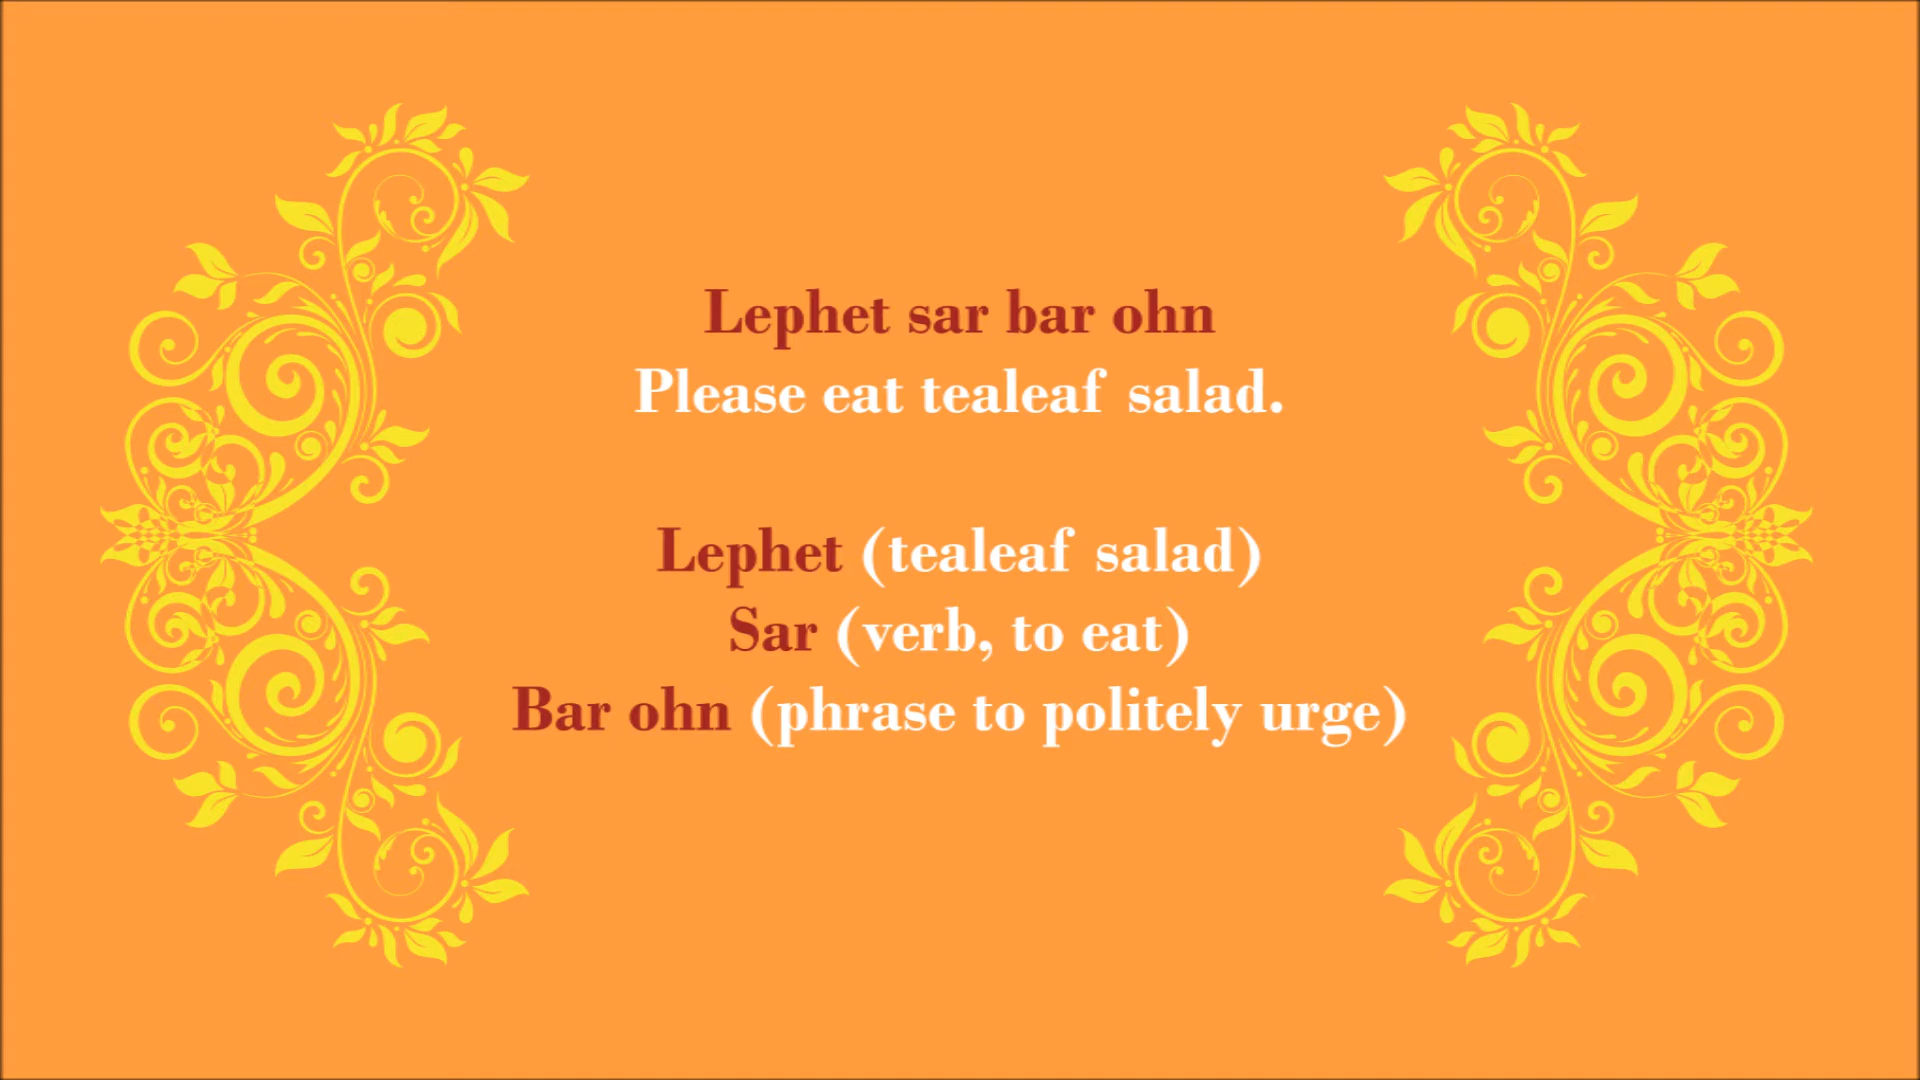 Lephet sar bar ohn
Please eat tealeaf salad.
Lephet (tealeaf salad)
Sar (verb, to eat)
Bar ohn (phrase to politely urge)